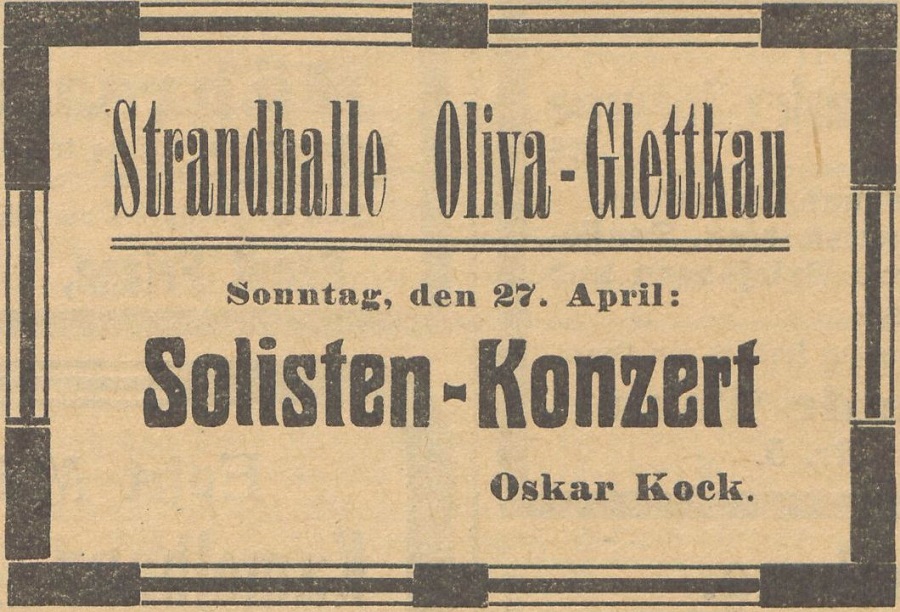 Strandhalle Oliva-Glettkau
Sonntag, den 27. April:
Solisten-Konzert
Oskar Kock.